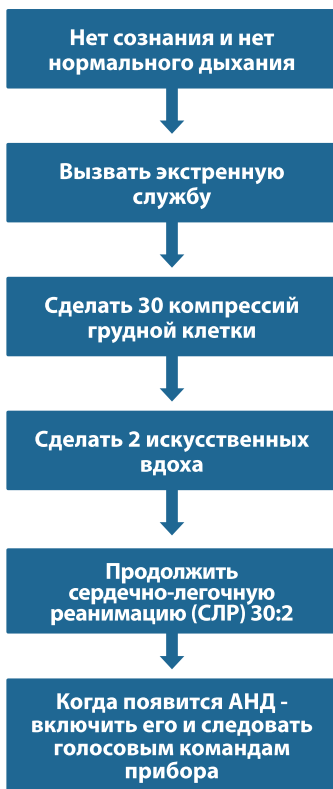 Нет сознания и нет
нормального дыхания
Вызвать экстренную
службу
Сделать 30 компрессий
грудной клетки
Сделать 2 искусственных
вдоха
Продолжить
сердечно-легочную
реанимацию (СЛР) 30:2
Когда появится АНД -
включить его и следовать
голосовым командам
прибора